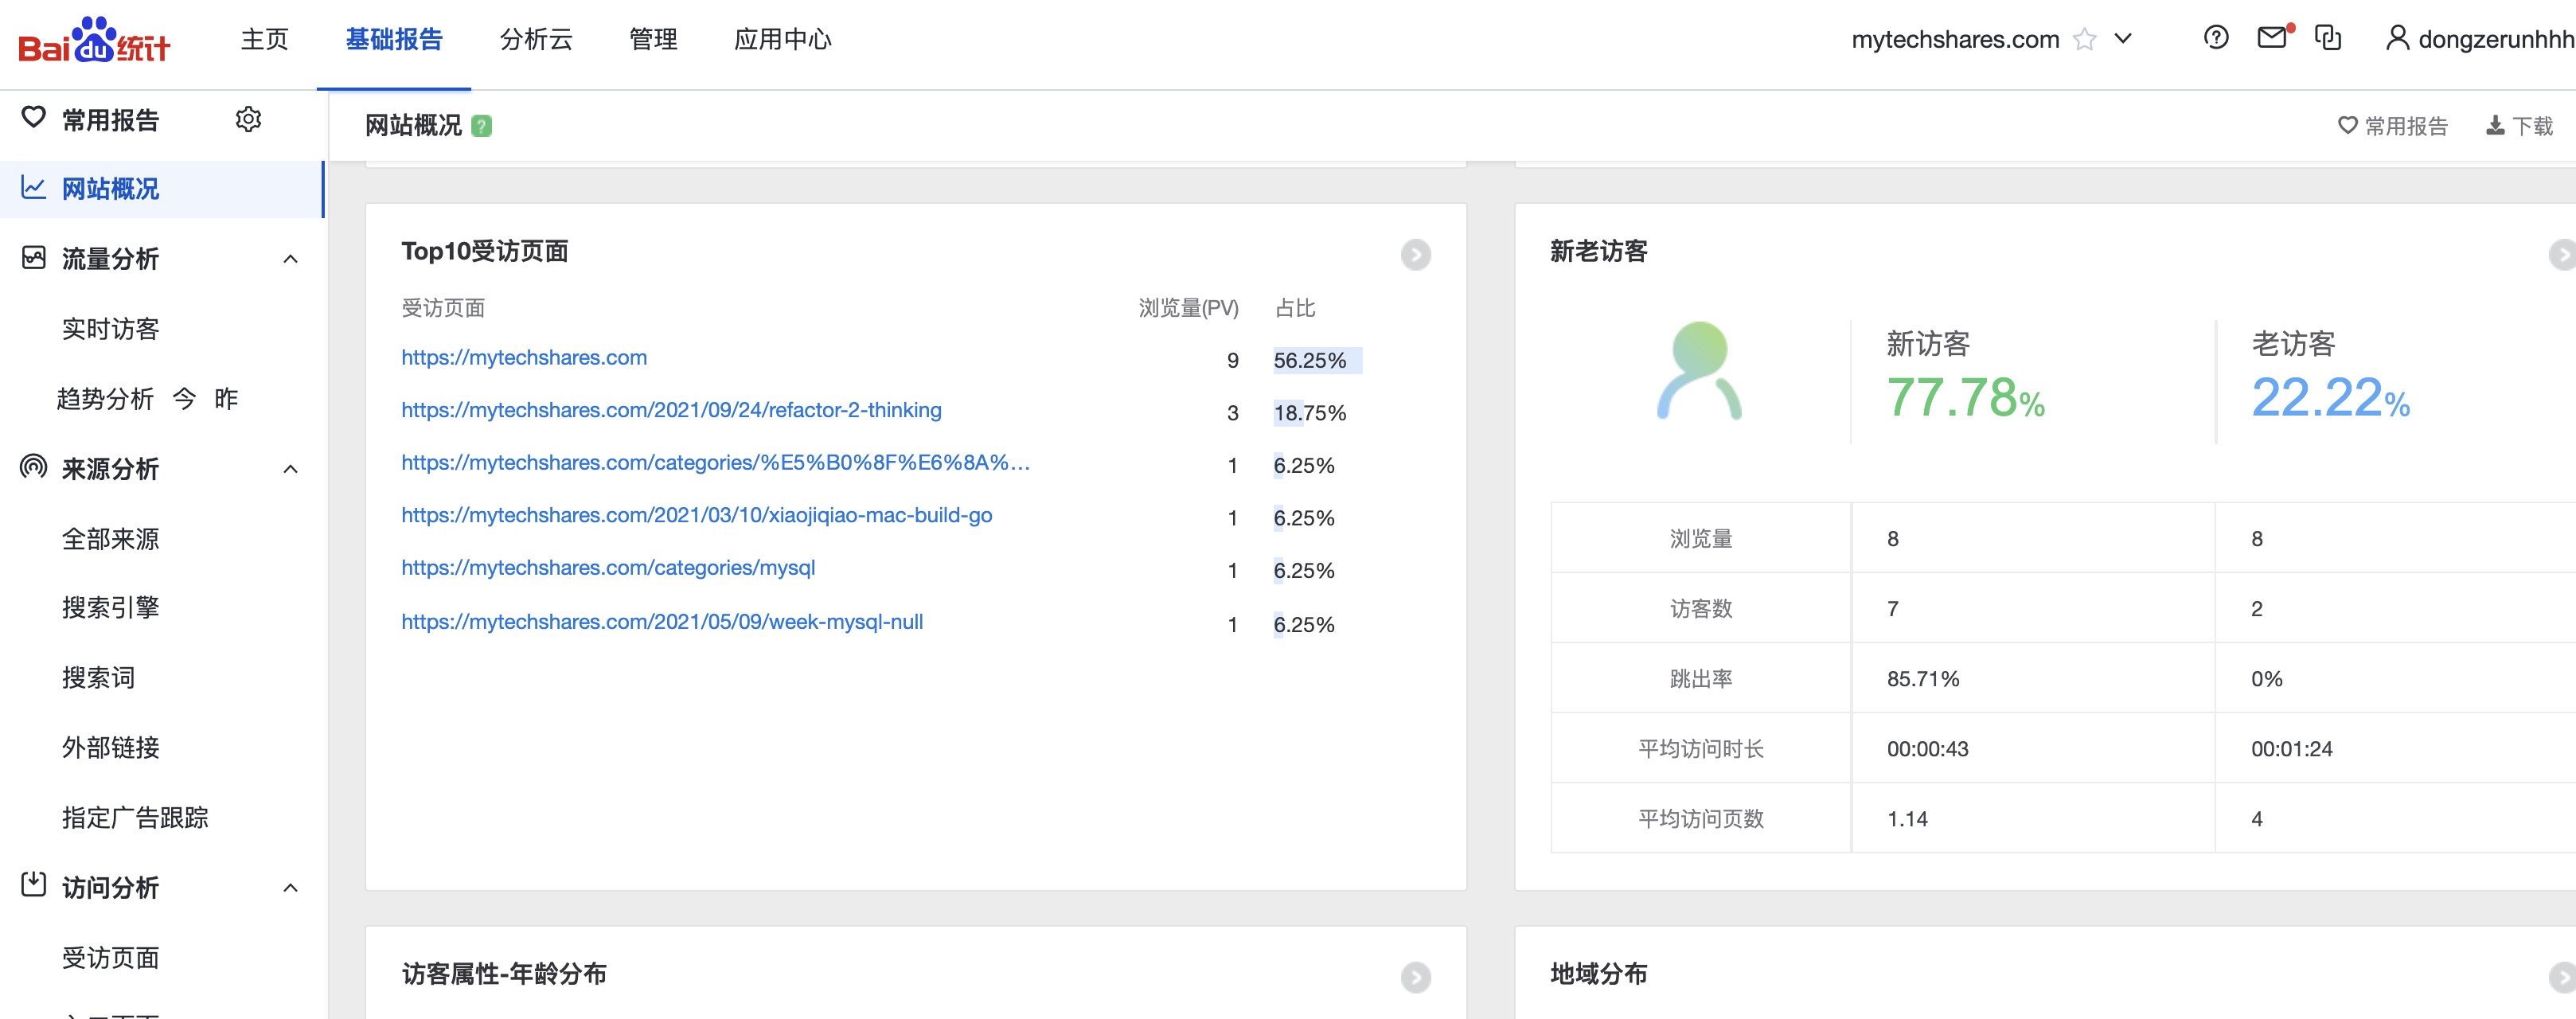 Baidu统计 主页 基础报告 分析云 管理 应用中心 mytechshares.com dongzerunhhh
常用报告
网站概况
流量分析
实时访客
趋势分析 今 昨
来源分析
全部来源
搜索引擎
搜索词
外部链接
指定广告跟踪
访问分析
受访页面
网站概况 ? 常用报告 下载
Top10受访页面
受访页面 浏览量(PV) 占比
https://mytechshares.com 9 56.25%
https://mytechshares.com/2021/09/24/refactor-2-thinking 3 18.75%
https://mytechshares.com/categories/%E5%B0%8F%E6%8A%... 1 6.25%
https://mytechshares.com/2021/03/10/xiaojiqiao-mac-build-go 1 6.25%
https://mytechshares.com/categories/mysql 1 6.25%
https://mytechshares.com/2021/05/09/week-mysql-null 1 6.25%
新老访客
新访客 老访客
77.78% 22.22%
浏览量 8 8
访客数 7 2
跳出率 85.71% 0%
平均访问时长 00:00:43 00:01:24
平均访问页数 1.14 4
访客属性-年龄分布
地域分布